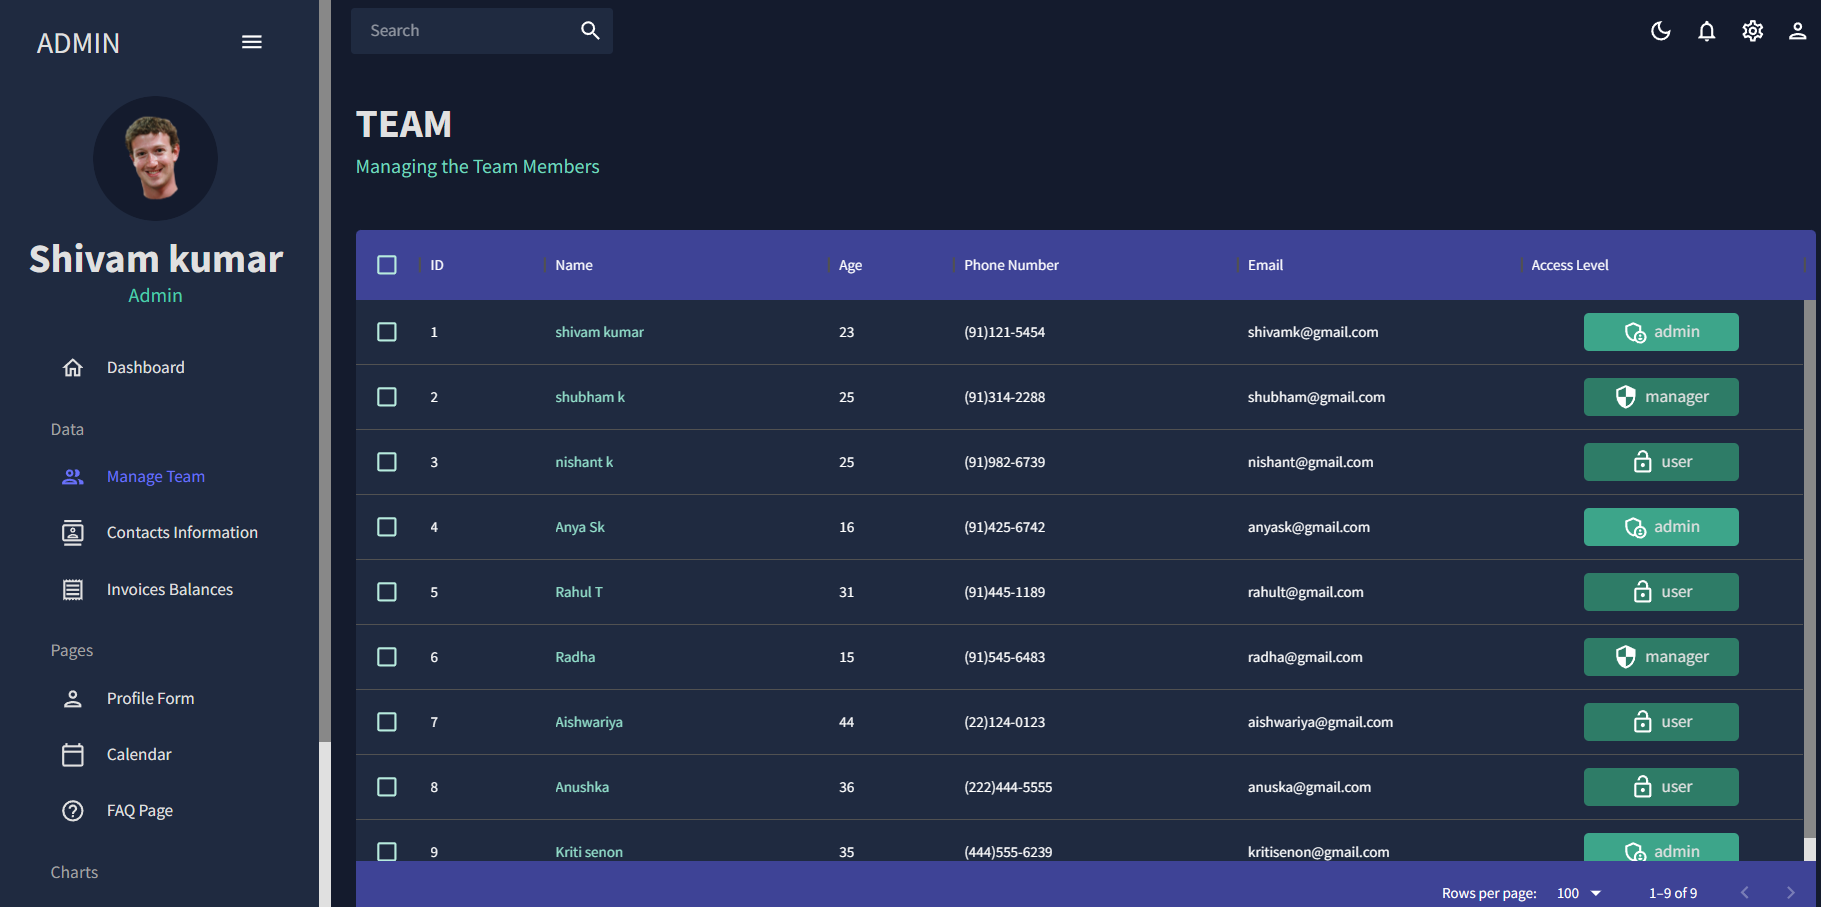 ADMIN
Shivam kumar
Admin
Dashboard
Data
Manage Team
Contacts Information
Invoices Balances
Pages
Profile Form
Calendar
FAQ Page
Charts
Search
TEAM
Managing the Team Members
ID Name Age Phone Number Email Access Level
1 shivam kumar 23 (91)121-5454 shivamk@gmail.com admin
2 shubham k 25 (91)314-2288 shubham@gmail.com manager
3 nishant k 25 (91)982-6739 nishant@gmail.com user
4 Anya Sk 16 (91)425-6742 anyask@gmail.com admin
5 Rahul T 31 (91)445-1189 rahult@gmail.com user
6 Radha 15 (91)545-6483 radha@gmail.com manager
7 Aishwariya 44 (22)124-0123 aishwariya@gmail.com user
8 Anushka 36 (222)444-5555 anuska@gmail.com user
9 Kriti senon 35 (444)555-6239 kritisenon@gmail.com admin
Rows per page: 100 1–9 of 9